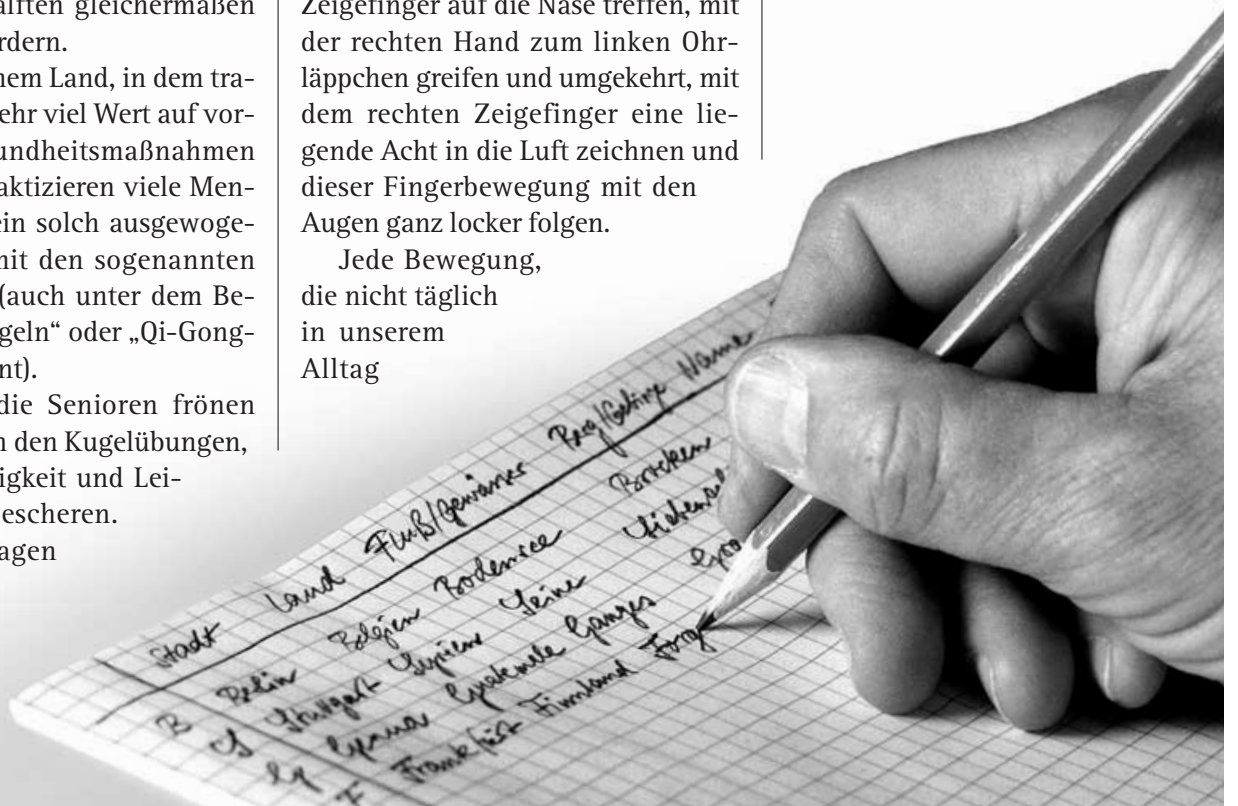 älften gleichermaßen
rdern.
nem Land, in dem tra-
ehr viel Wert auf vor-
undheitsmaßnahmen
aktizieren viele Men-
ein solch ausgewoge-
nit den sogenannten
(auch unter dem Be-
geln“ oder „Qi-Gong-
nt).
die Senioren frönen
n den Kugelübungen,
igkeit und Lei-
escheren.
agen
Zeigefinger auf die Nase treffen, mit
der rechten Hand zum linken Ohr-
läppchen greifen und umgekehrt, mit
dem rechten Zeigefinger eine lie-
gende Acht in die Luft zeichnen und
dieser Fingerbewegung mit den
Augen ganz locker folgen.
Jede Bewegung,
die nicht täglich
in unserem
Alltag
Stadt Land Fluß/Gewässer Berg/Gebirge Name
B Berlin Belgien Bodensee Brocken
S Stuttgart Syrien Seine
Ganges
F Frankfurt Finnland